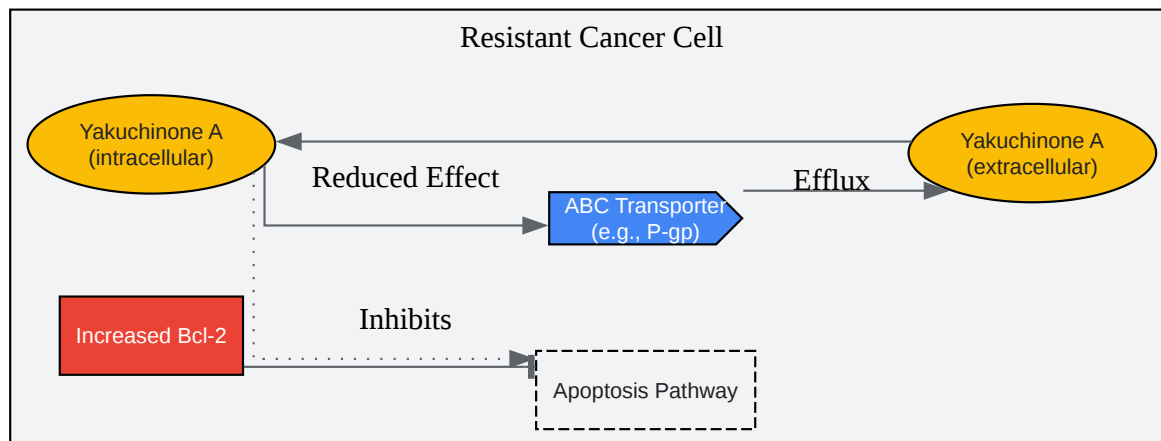 Resistant Cancer Cell
Yakuchinone A
(intracellular)
Yakuchinone A
(extracellular)
Reduced Effect
Efflux
ABC Transporter
(e.g., P-gp)
Increased Bcl-2
Inhibits
Apoptosis Pathway